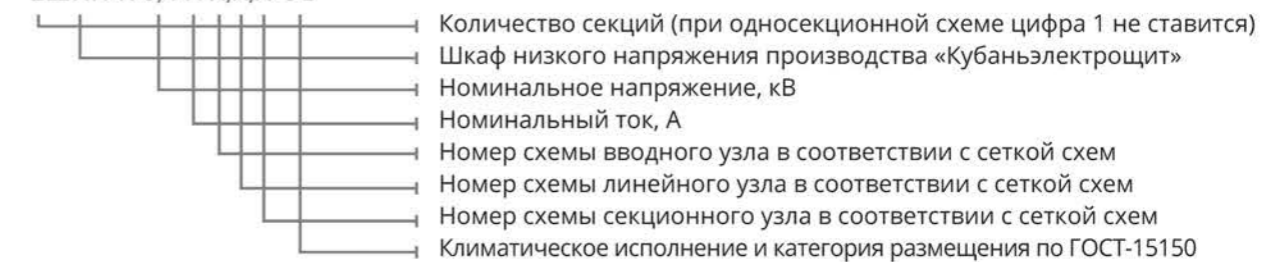 Количество секций (при односекционной схеме цифра 1 не ставится)
Шкаф низкого напряжения производства «Кубаньэлектрощит»
Номинальное напряжение, кВ
Номинальный ток, А
Номер схемы вводного узла в соответствии с сеткой схем
Номер схемы линейного узла в соответствии с сеткой схем
Номер схемы секционного узла в соответствии с сеткой схем
Климатическое исполнение и категория размещения по ГОСТ-15150